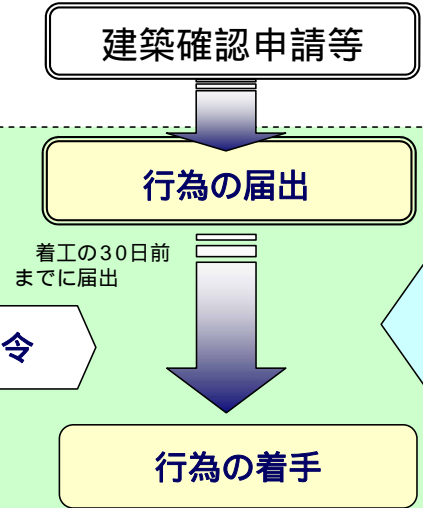 建築確認申請等
行為の届出
着工の30日前
までに届出
令
行為の着手